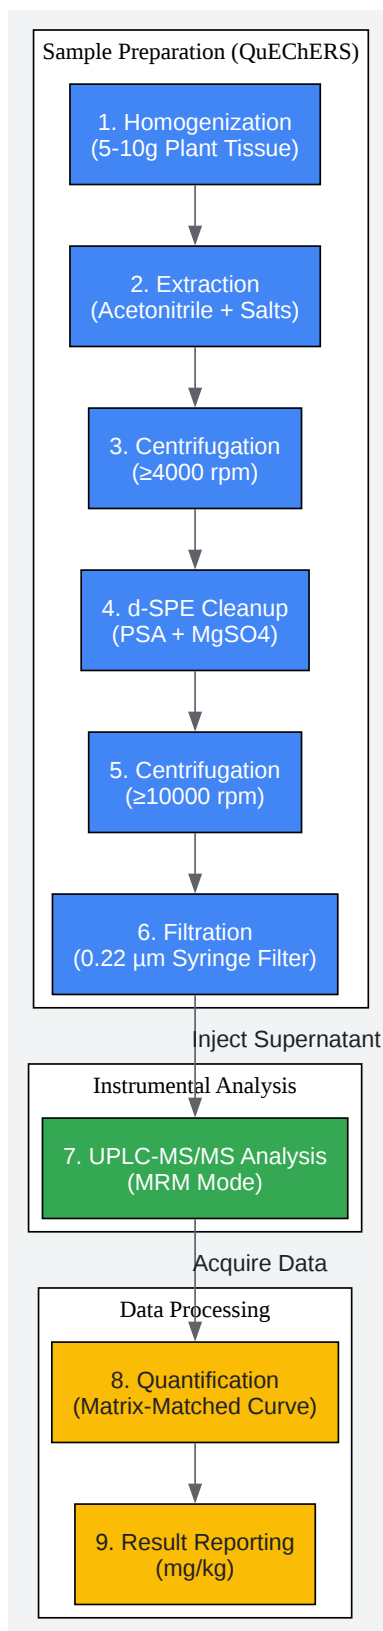 Sample Preparation (QuEChERS)
1. Homogenization
(5-10g Plant Tissue)
2. Extraction
(Acetonitrile + Salts)
3. Centrifugation
(≥4000 rpm)
4. d-SPE Cleanup
(PSA + MgSO4)
5. Centrifugation
(≥10000 rpm)
6. Filtration
(0.22 µm Syringe Filter)
Inject Supernatant
Instrumental Analysis
7. UPLC-MS/MS Analysis
(MRM Mode)
Acquire Data
Data Processing
8. Quantification
(Matrix-Matched Curve)
9. Result Reporting
(mg/kg)